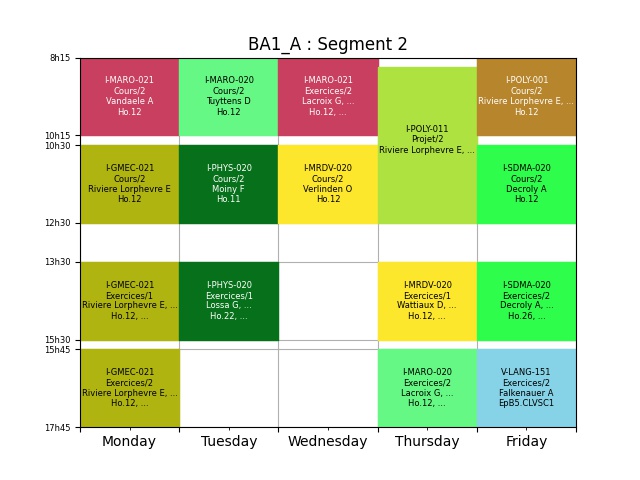 BA1_A : Segment 2
8h15
I-MARO-021
Cours/2
Vandaele A
Ho.12
I-MARO-020
Cours/2
Tuyttens D
Ho.12
I-MARO-021
Exercices/2
Lacroix G, ...
Ho.12, ...
I-POLY-011
Projet/2
Riviere Lorphevre E, ...
I-POLY-001
Cours/2
Riviere Lorphevre E, ...
Ho.12
10h15
10h30
I-GMEC-021
Cours/2
Riviere Lorphevre E
Ho.12
I-PHYS-020
Cours/2
Moiny F
Ho.11
I-MRDV-020
Cours/2
Verlinden O
Ho.12
I-SDMA-020
Cours/2
Decroly A
Ho.12
12h30
13h30
I-GMEC-021
Exercices/1
Riviere Lorphevre E, ...
Ho.12, ...
I-PHYS-020
Exercices/1
Lossa G, ...
Ho.22, ...
I-MRDV-020
Exercices/1
Wattiaux D, ...
Ho.12, ...
I-SDMA-020
Exercices/2
Decroly A, ...
Ho.26, ...
15h30
15h45
I-GMEC-021
Exercices/2
Riviere Lorphevre E, ...
Ho.12, ...
I-MARO-020
Exercices/2
Lacroix G, ...
Ho.12, ...
V-LANG-151
Exercices/2
Falkenauer A
EpB5.CLVSC1
17h45
Monday
Tuesday
Wednesday
Thursday
Friday